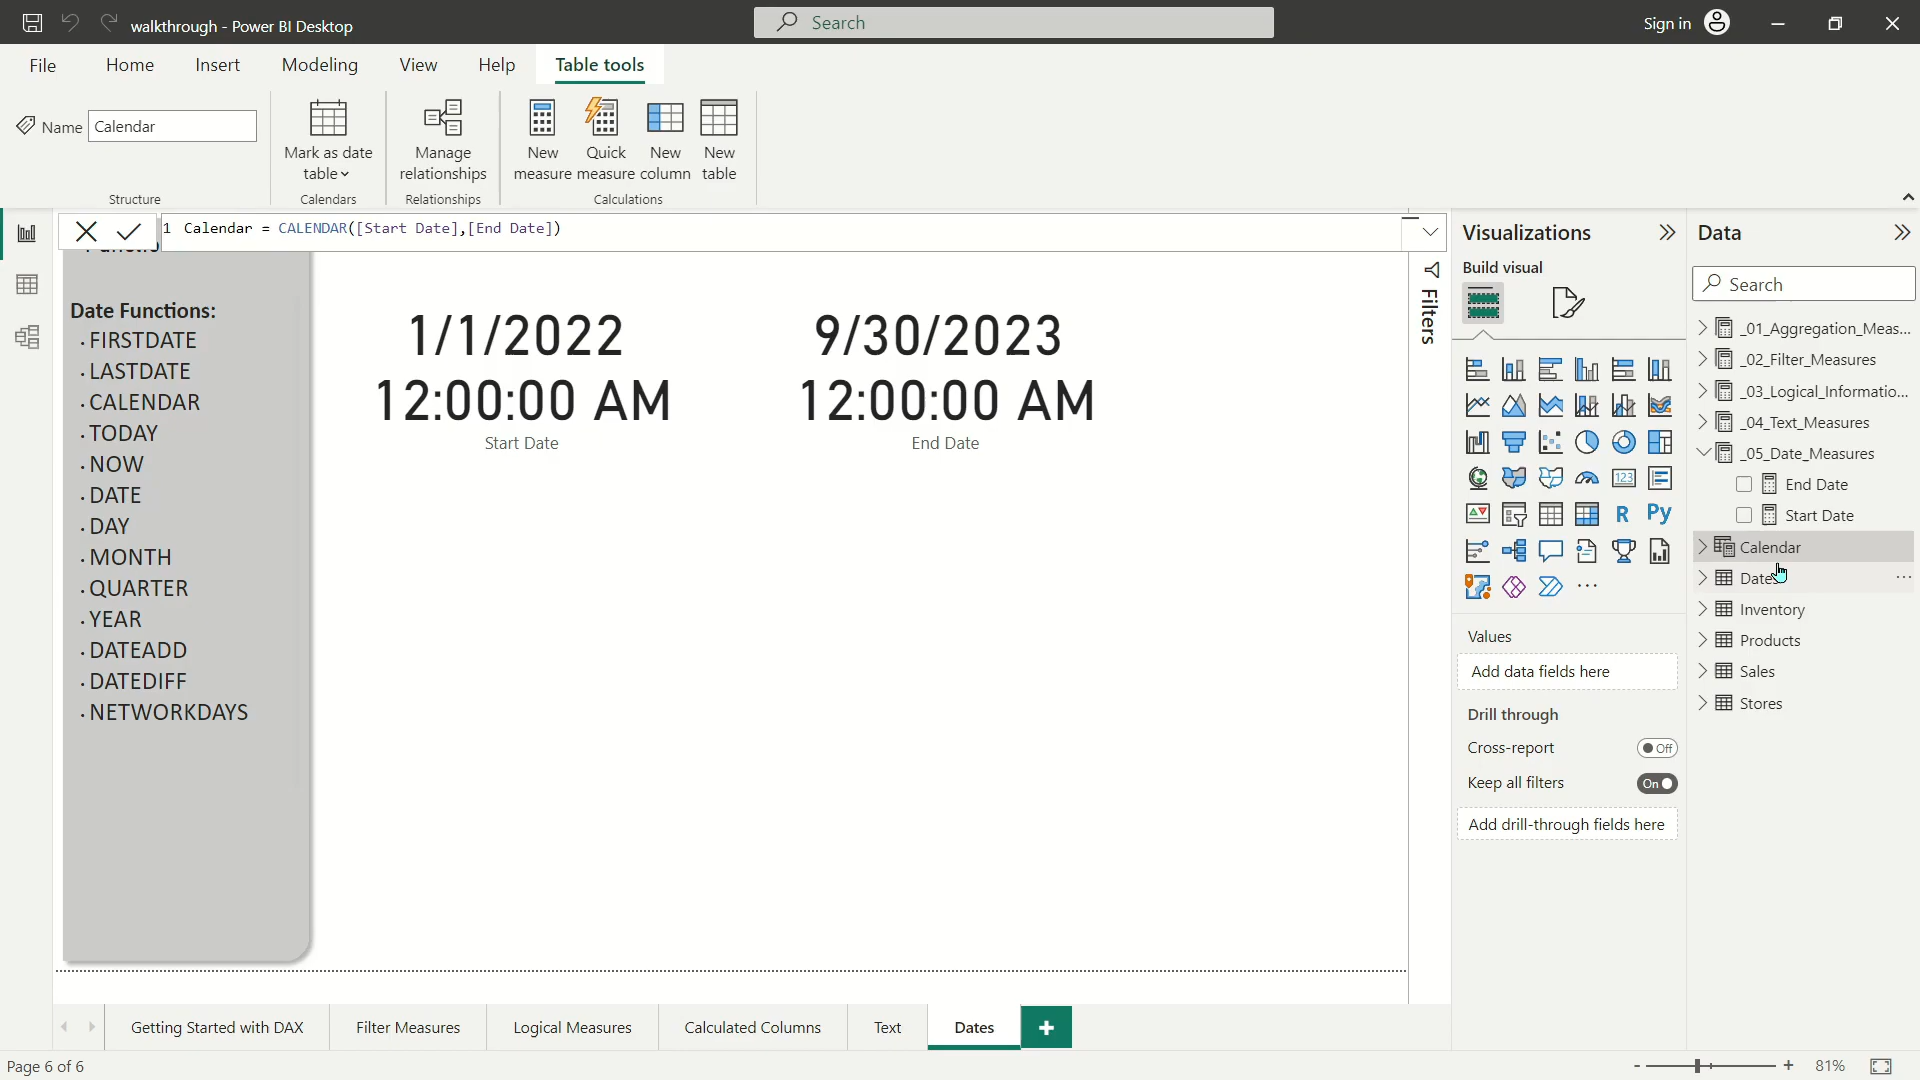 walkthrough - Power BI Desktop
Search
Sign in
File
Home
Insert
Modeling
View
Help
Table tools
Name
Calendar
Mark as date
table
Manage
relationships
New
measure
Quick
measure
New
column
New
table
Structure
Calendars
Relationships
Calculations
1 Calendar = CALENDAR([Start Date],[End Date])
Date Functions:
. FIRSTDATE
. LASTDATE
. CALENDAR
. TODAY
. NOW
. DATE
. DAY
. MONTH
. QUARTER
. YEAR
. DATEADD
. DATEDIFF
. NETWORKDAYS
1/1/2022
12:00:00 AM
Start Date
9/30/2023
12:00:00 AM
End Date
Filters
Visualizations
Build visual
123
R
Py
...
Values
Add data fields here
Drill through
Cross-report
Off
Keep all filters
On
Add drill-through fields here
Data
Search
_01_Aggregation_Meas...
_02_Filter_Measures
_03_Logical_Informatio...
_04_Text_Measures
_05_Date_Measures
End Date
Start Date
Calendar
Dates
...
Inventory
Products
Sales
Stores
Getting Started with DAX
Filter Measures
Logical Measures
Calculated Columns
Text
Dates
+
Page 6 of 6
- + 81%